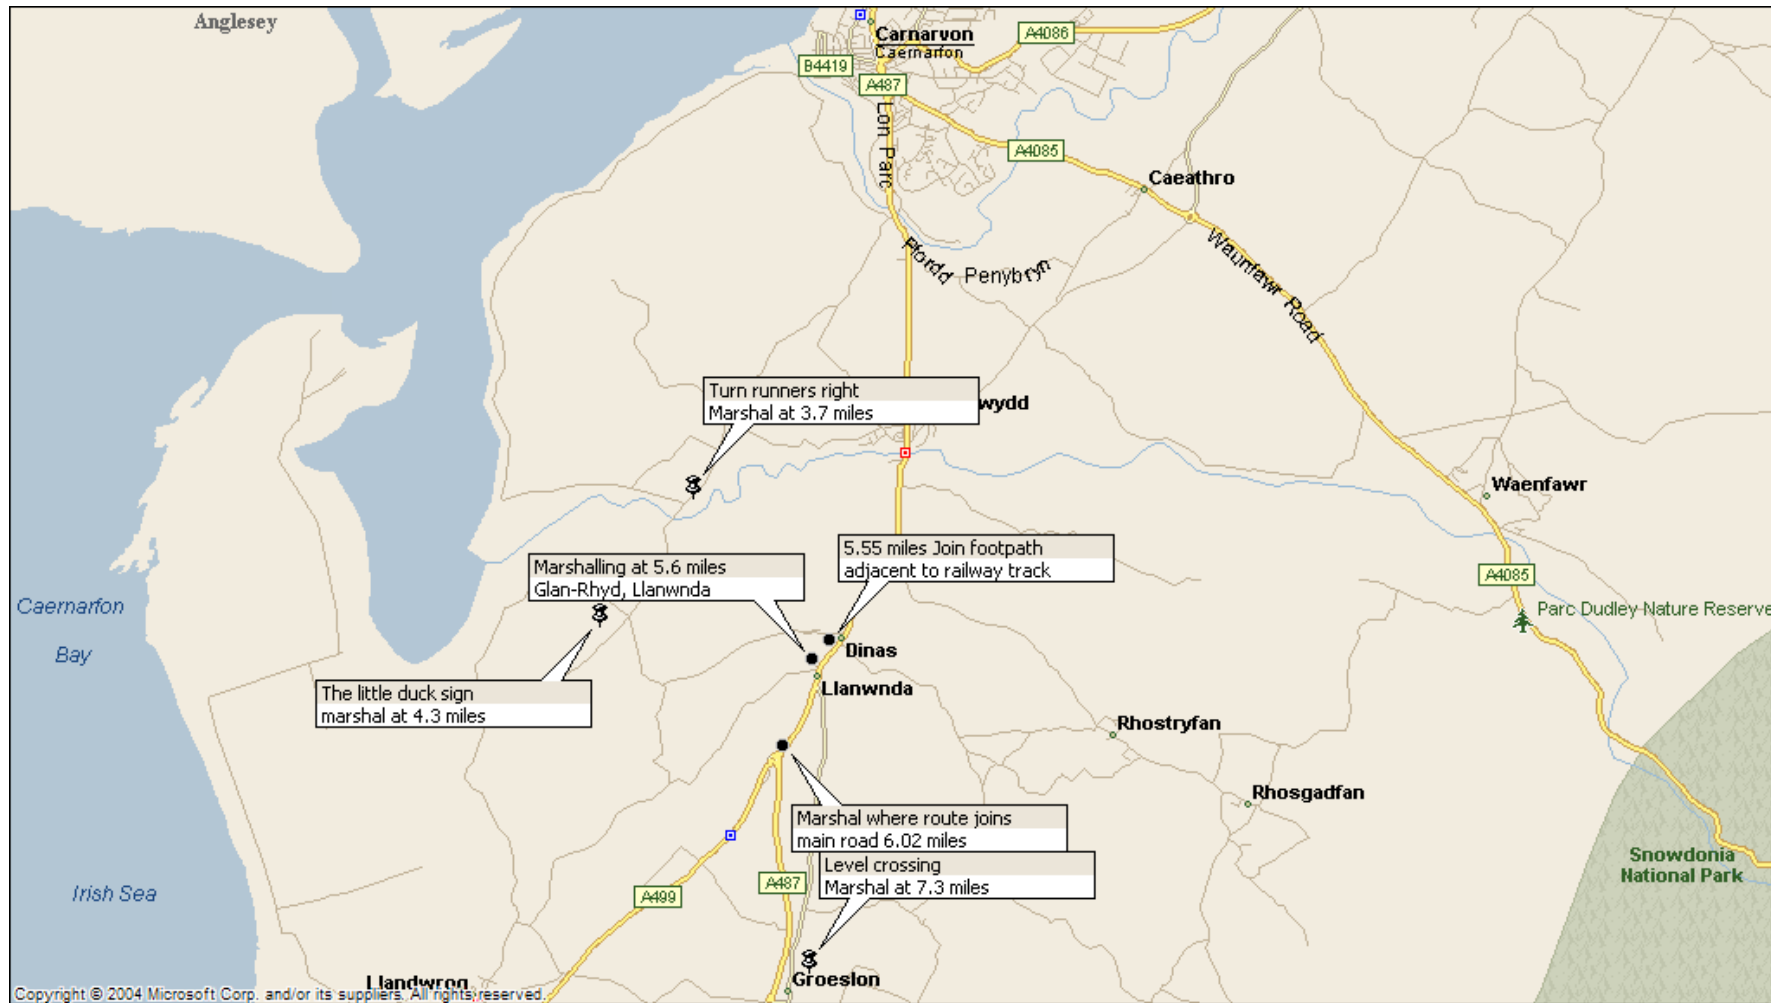 Anglesey
Carnarvon
Caernarfon
A4086
B4419
A487
Lon Parc
A4085
Caeathro
Ffordd Penybryn
Waunfawr Road
Turn runners right
Marshal at 3.7 miles
wydd
Waenfawr
5.55 miles Join footpath
adjacent to railway track
Marshalling at 5.6 miles
Glan-Rhyd, Llanwnda
A4085
Caernarfon
Bay
Parc Dudley Nature Reserve
Dinas
Llanwnda
The little duck sign
marshal at 4.3 miles
Rhostryfan
Rhosgadfan
Marshal where route joins
main road 6.02 miles
Level crossing
Marshal at 7.3 miles
Snowdonia
National Park
Irish Sea
A487
A499
Groeslon
Llandwrog
Copyright © 2004 Microsoft Corp. and/or its suppliers. All rights reserved.